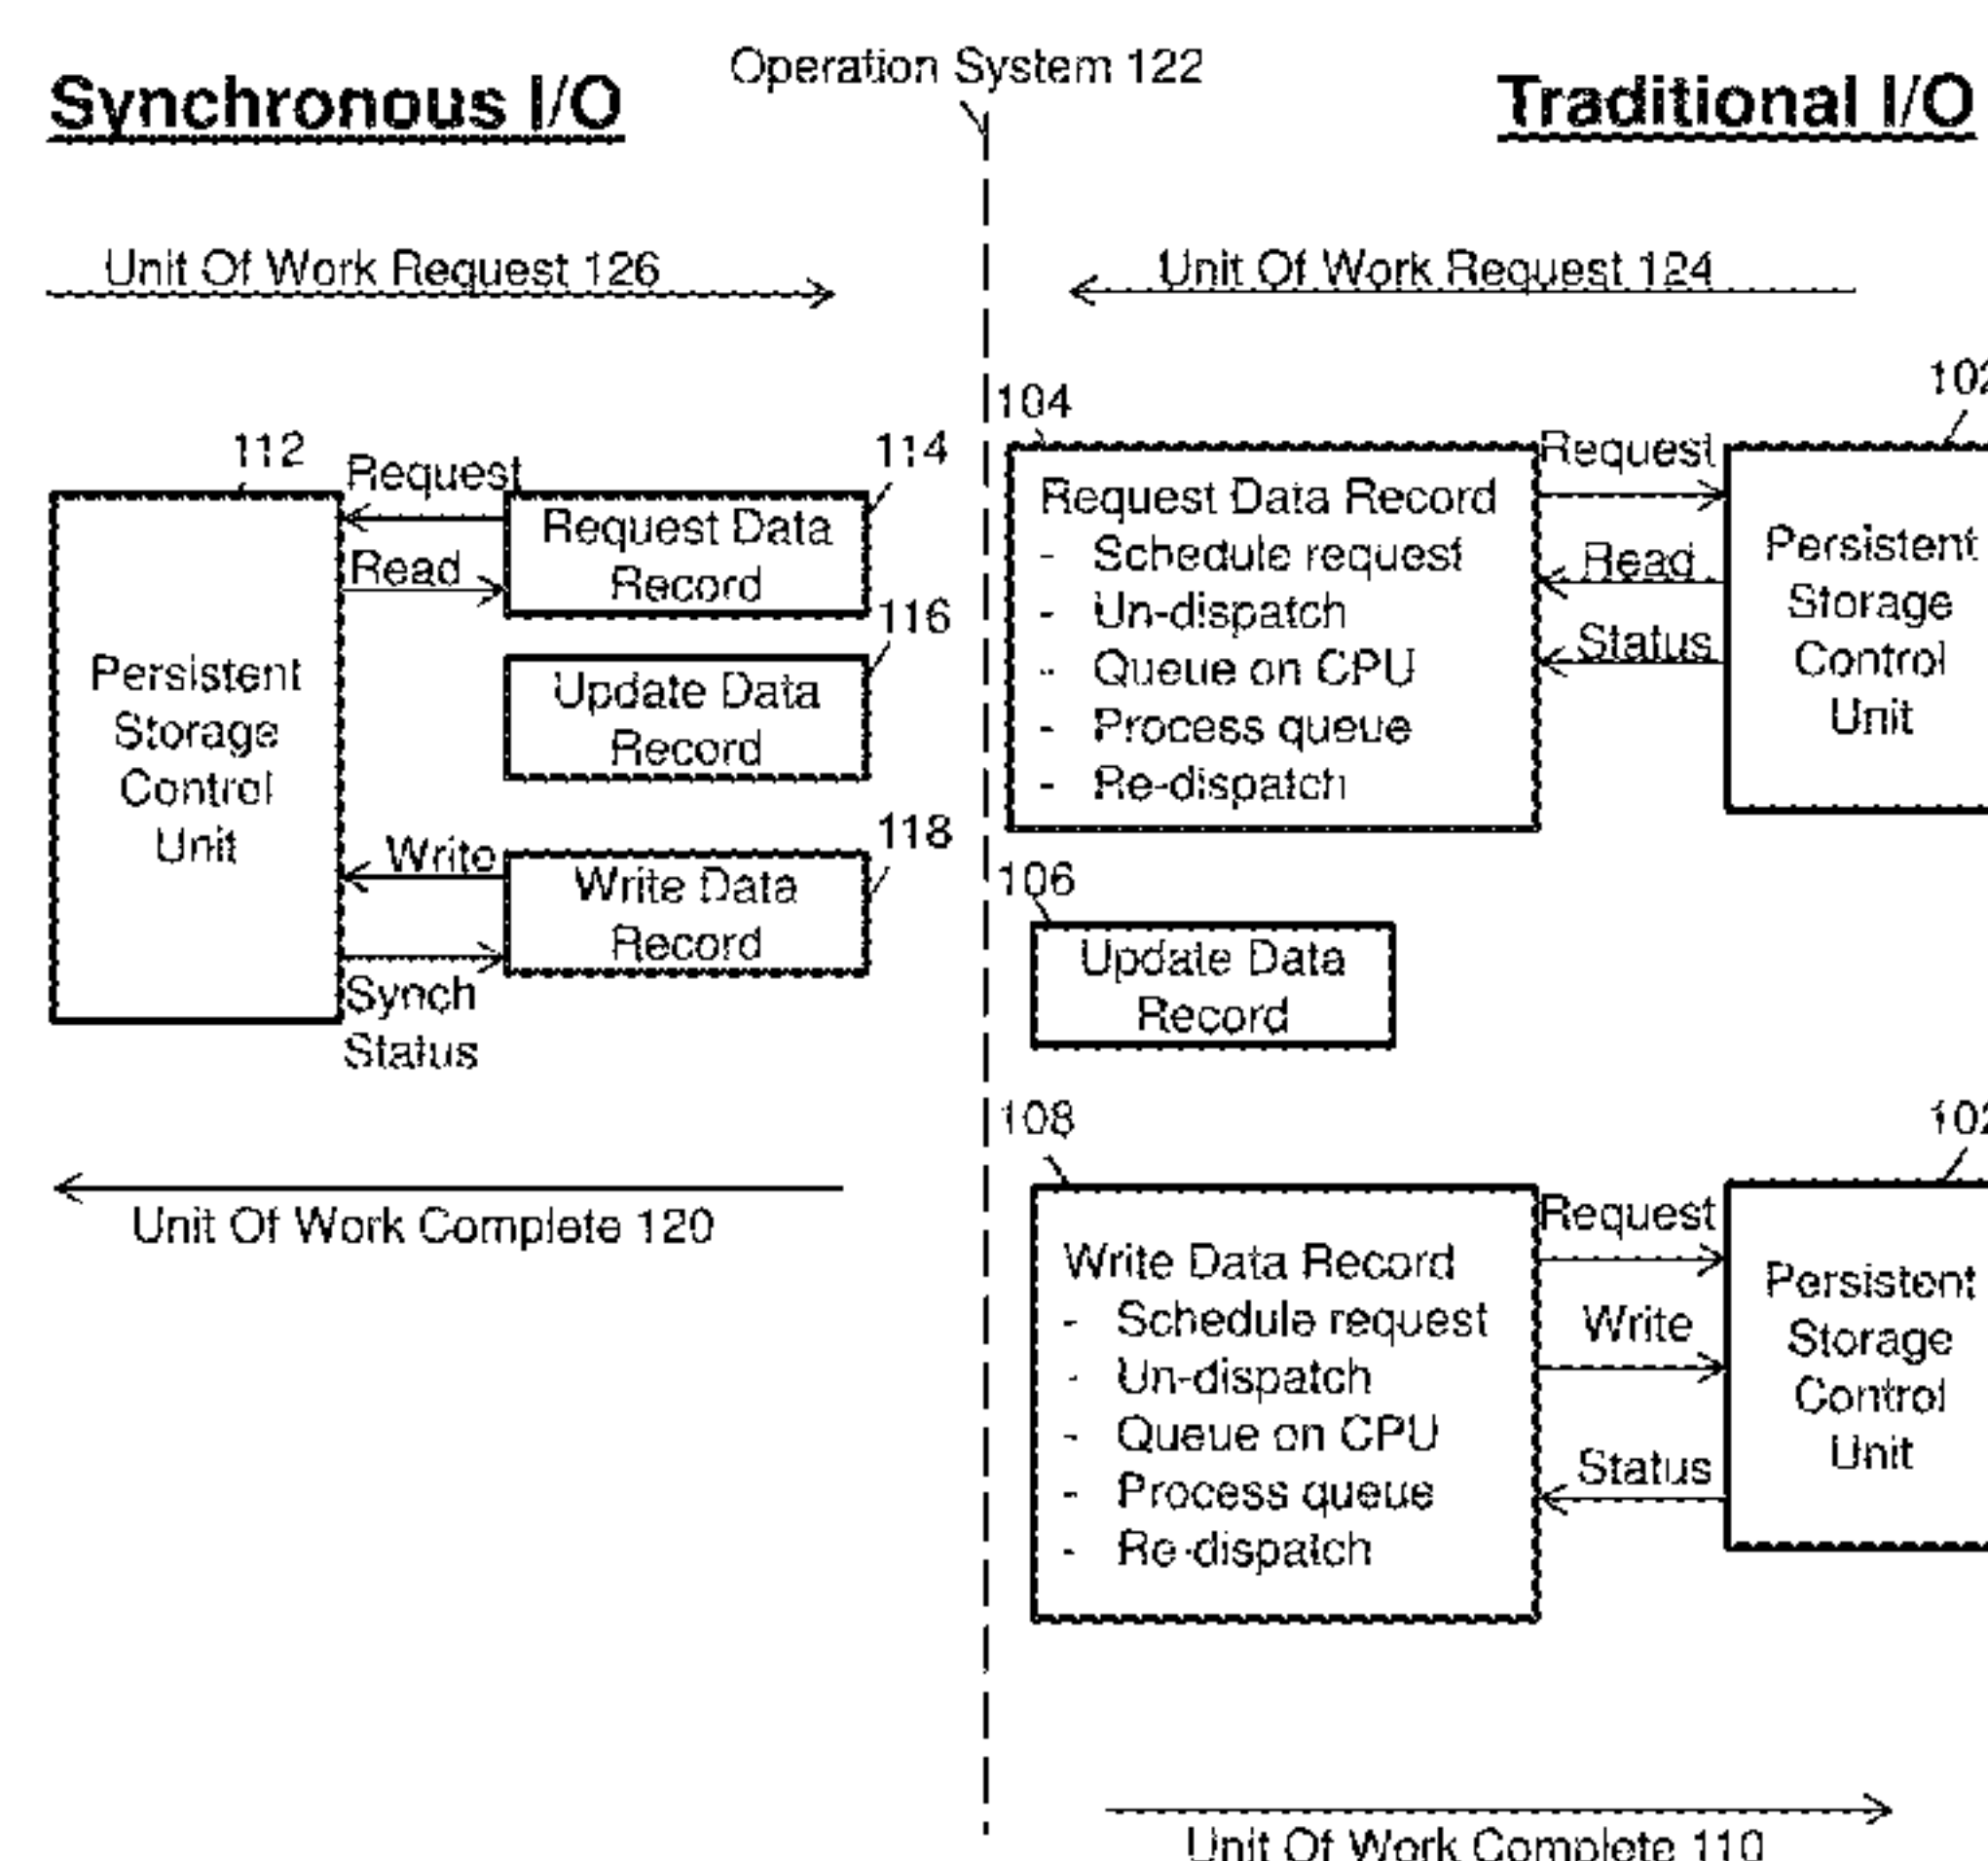 Operation System 122
Synchronous I/O
Traditional I/O
Unit Of Work Request 126
Unit Of Work Request 124
112
Request
Read
114
Request Data
Record
116
Update Data
Record
118
Write
Write Data
Record
Synch
Status
Persistent
Storage
Control
Unit
Unit Of Work Complete 120
104
Request Data Record
- Schedule request
- Un-dispatch
- Queue on CPU
- Process queue
- Re-dispatch
Request
Read
Status
102
Persistent
Storage
Control
Unit
106
Update Data
Record
108
Write Data Record
- Schedule request
- Un-dispatch
- Queue on CPU
- Process queue
- Re-dispatch
Request
Write
Status
102
Persistent
Storage
Control
Unit
Unit Of Work Complete 110